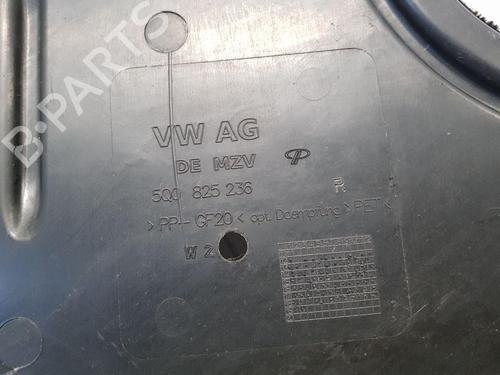 B-PARTS
VW AG
DE MZV
5Q0 825 236 R
>PP-GF20< opt. Daempfung >PET<
W 2